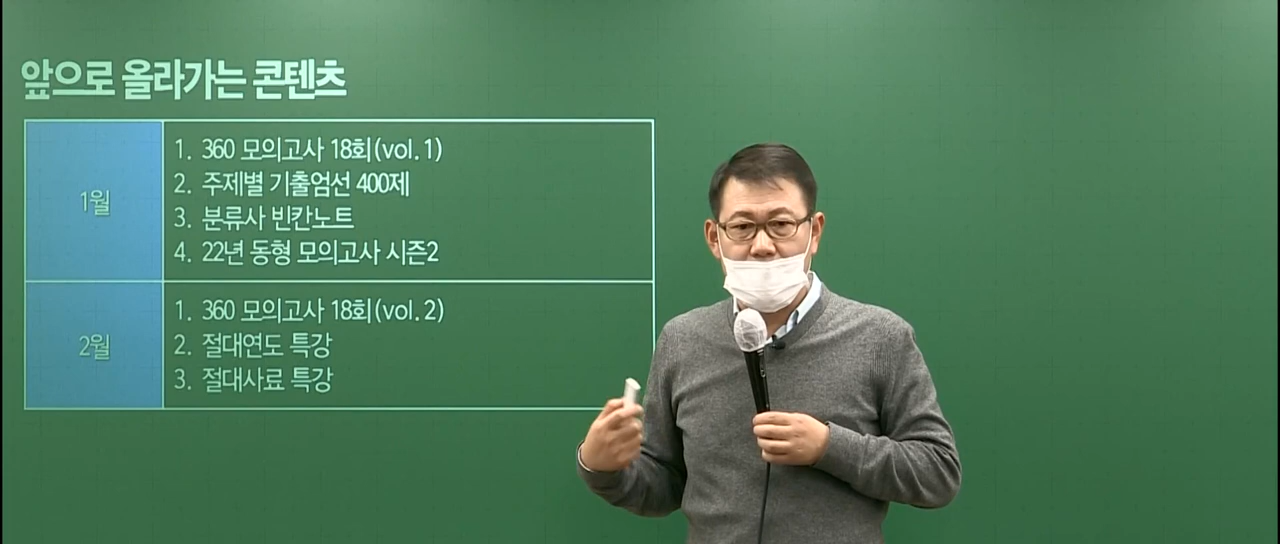 앞으로 올라가는 콘텐츠
1월
1. 360 모의고사 18회(vol.1)
2. 주제별 기출엄선 400제
3. 분류사 빈칸노트
4. 22년 동형 모의고사 시즌2
2월
1. 360 모의고사 18회(vol.2)
2. 절대연도 특강
3. 절대사료 특강